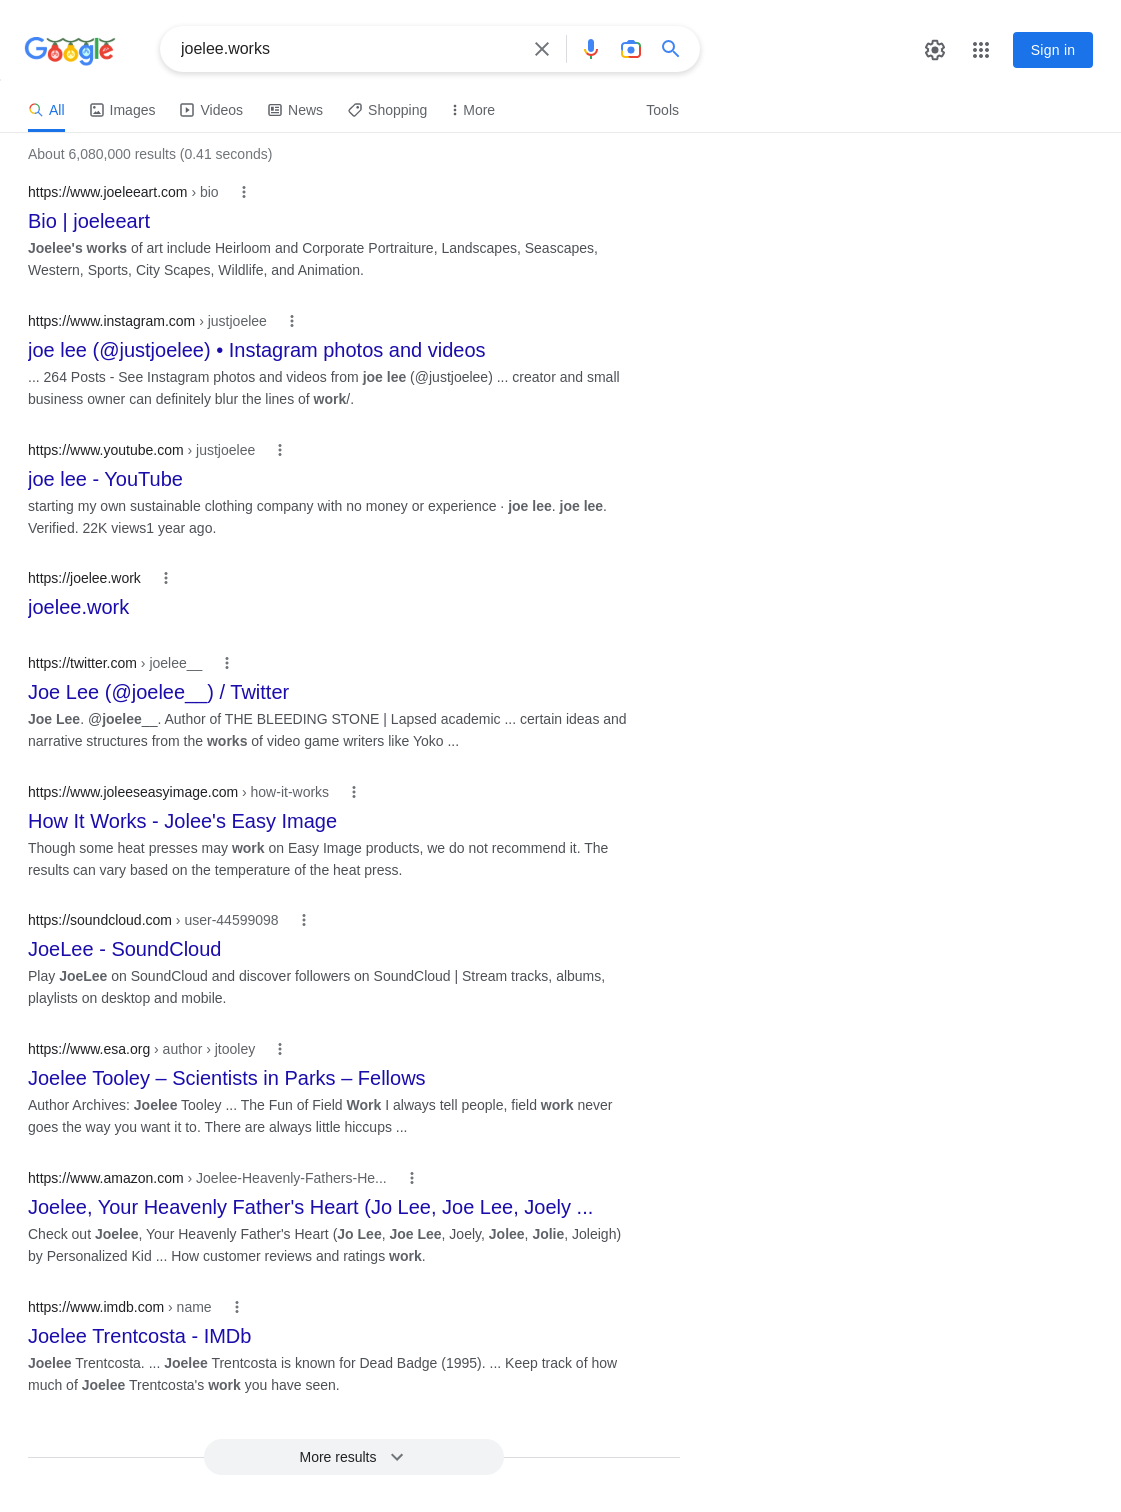 Google
joelee.works
Sign in
All Images Videos News Shopping More Tools
About 6,080,000 results (0.41 seconds)
https://www.joeleeart.com › bio
Bio | joeleeart
Joelee's works of art include Heirloom and Corporate Portraiture, Landscapes, Seascapes,
Western, Sports, City Scapes, Wildlife, and Animation.
https://www.instagram.com › justjoelee
joe lee (@justjoelee) • Instagram photos and videos
... 264 Posts - See Instagram photos and videos from joe lee (@justjoelee) ... creator and small
business owner can definitely blur the lines of work/.
https://www.youtube.com › justjoelee
joe lee - YouTube
starting my own sustainable clothing company with no money or experience · joe lee. joe lee.
Verified. 22K views1 year ago.
https://joelee.work
joelee.work
https://twitter.com › joelee__
Joe Lee (@joelee__) / Twitter
Joe Lee. @joelee__. Author of THE BLEEDING STONE | Lapsed academic ... certain ideas and
narrative structures from the works of video game writers like Yoko ...
https://www.joleeseasyimage.com › how-it-works
How It Works - Jolee's Easy Image
Though some heat presses may work on Easy Image products, we do not recommend it. The
results can vary based on the temperature of the heat press.
https://soundcloud.com › user-44599098
JoeLee - SoundCloud
Play JoeLee on SoundCloud and discover followers on SoundCloud | Stream tracks, albums,
playlists on desktop and mobile.
https://www.esa.org › author › jtooley
Joelee Tooley – Scientists in Parks – Fellows
Author Archives: Joelee Tooley ... The Fun of Field Work I always tell people, field work never
goes the way you want it to. There are always little hiccups ...
https://www.amazon.com › Joelee-Heavenly-Fathers-He...
Joelee, Your Heavenly Father's Heart (Jo Lee, Joe Lee, Joely ...
Check out Joelee, Your Heavenly Father's Heart (Jo Lee, Joe Lee, Joely, Jolee, Jolie, Joleigh)
by Personalized Kid ... How customer reviews and ratings work.
https://www.imdb.com › name
Joelee Trentcosta - IMDb
Joelee Trentcosta. ... Joelee Trentcosta is known for Dead Badge (1995). ... Keep track of how
much of Joelee Trentcosta's work you have seen.
More results